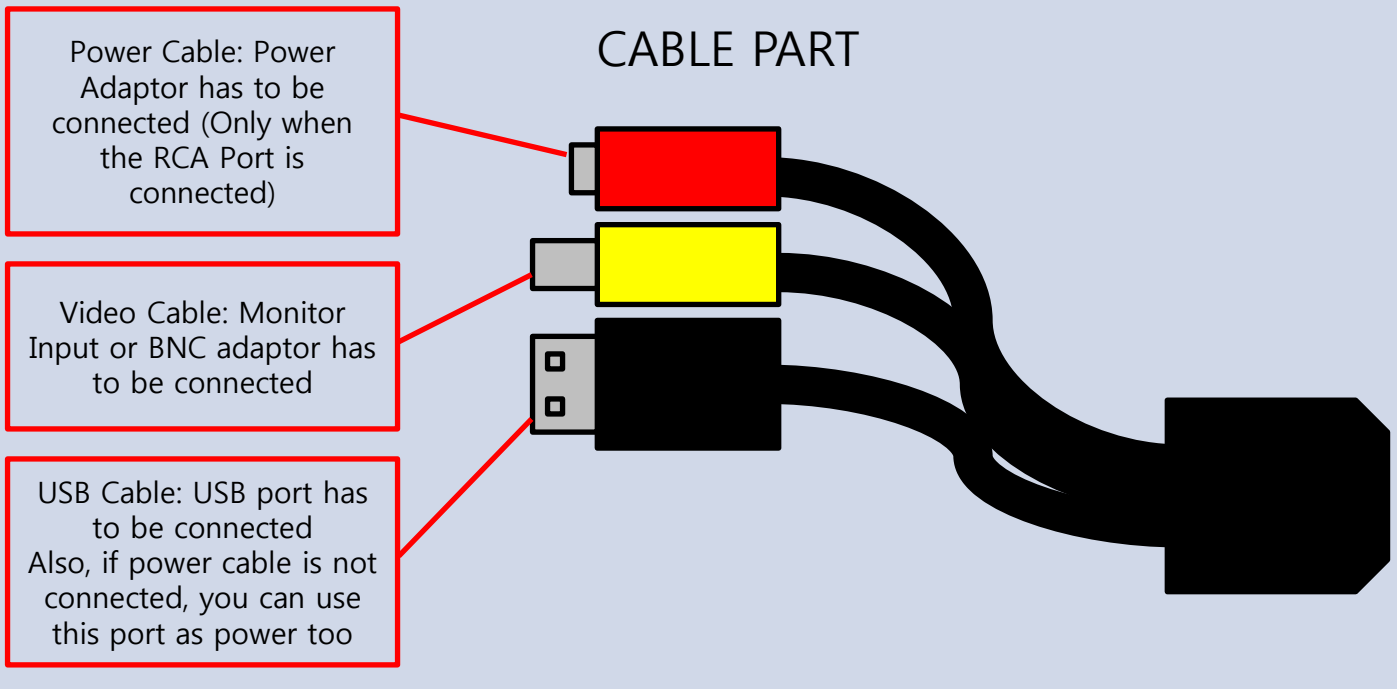 CABLE PART
Power Cable: Power
Adaptor has to be
connected (Only when
the RCA Port is
connected)
Video Cable: Monitor
Input or BNC adaptor has
to be connected
USB Cable: USB port has
to be connected
Also, if power cable is not
connected, you can use
this port as power too